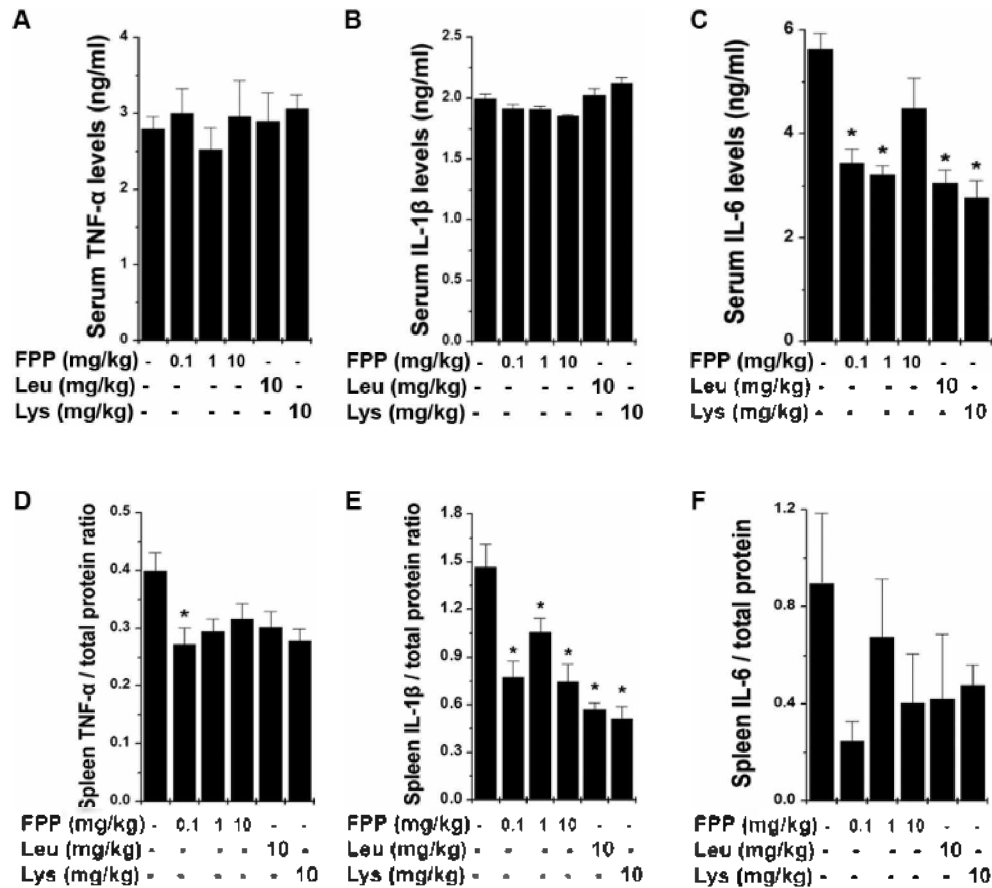 A
B
C
Serum TNF-α levels (ng/ml)
4
3
2
1
0
Serum IL-1β levels (ng/ml)
2.5
2.0
1.5
1.0
0.5
0.0
Serum IL-6 levels (ng/ml)
6
4
2
0
* * * *
FPP (mg/kg) - 0.1 1 10 - -
Leu (mg/kg) - - - - 10 -
Lys (mg/kg) - - - - - 10
FPP (mg/kg) - 0.1 1 10 - -
Leu (mg/kg) - - - - 10 -
Lys (mg/kg) - - - - - 10
FPP (mg/kg) - 0.1 1 10 - -
Leu (mg/kg) - - - - 10 -
Lys (mg/kg) - - - - - 10
D
E
F
Spleen TNF-α / total protein ratio
0.5
0.4
0.3
0.2
0.1
0.0
*
Spleen IL-1β / total protein ratio
1.8
1.5
1.2
0.9
0.6
0.3
0.0
* * * * *
Spleen IL-6 / total protein
1.2
0.8
0.4
0.0
FPP (mg/kg) - 0.1 1 10 - -
Leu (mg/kg) - - - - 10 -
Lys (mg/kg) - - - - - 10
FPP (mg/kg) - 0.1 1 10 - -
Leu (mg/kg) - - - - 10 -
Lys (mg/kg) - - - - - 10
FPP (mg/kg) - 0.1 1 10 - -
Leu (mg/kg) - - - - 10 -
Lys (mg/kg) - - - - - 10